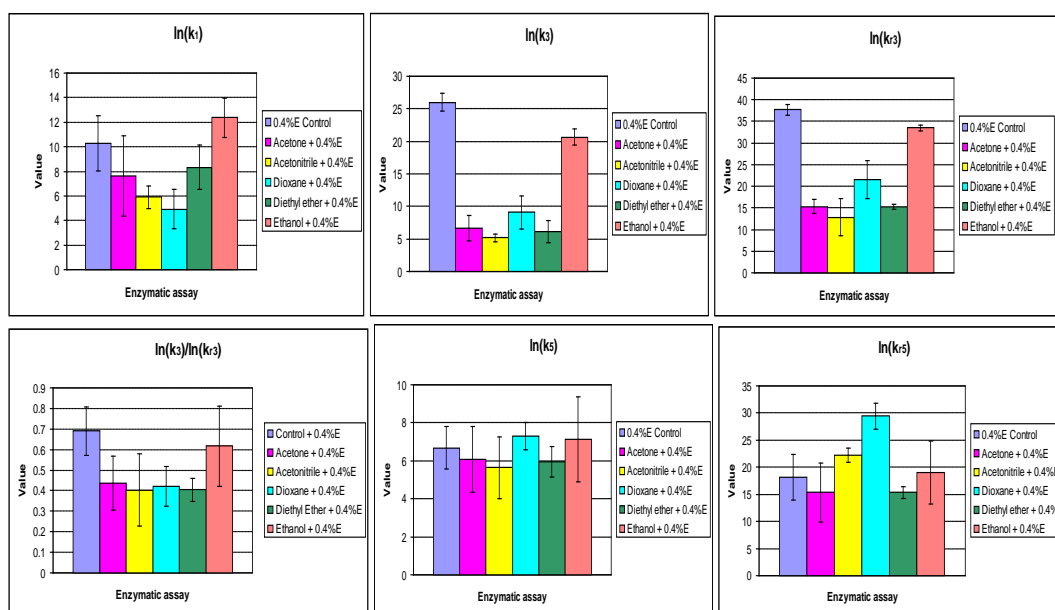 ln(k1)
Value
16
14
12
10
8
6
4
2
0
Enzymatic assay
0.4%E Control
Acetone + 0.4%E
Acetonitrile + 0.4%E
Dioxane + 0.4%E
Diethyl ether + 0.4%E
Ethanol + 0.4%E
ln(k3)
Value
30
25
20
15
10
5
0
Enzymatic assay
0.4%E Control
Acetone + 0.4%E
Acetonitrile + 0.4%E
Dioxane + 0.4%E
Diethyl ether + 0.4%E
Ethanol + 0.4%E
ln(kr3)
Value
45
40
35
30
25
20
15
10
5
0
Enzymatic assay
0.4%E Control
Acetone + 0.4%E
Acetonitrile + 0.4%E
Dioxane + 0.4%E
Diethyl ether + 0.4%E
Ethanol + 0.4%E
ln(k3)/ln(kr3)
Value
0.9
0.8
0.7
0.6
0.5
0.4
0.3
0.2
0.1
0
Enzymatic assay
Control + 0.4%E
Acetone + 0.4%E
Acetonitrile + 0.4%E
Dioxane + 0.4%E
Diethyl Ether + 0.4%E
Ethanol + 0.4%E
ln(k5)
Value
10
8
6
4
2
0
Enzymatic assay
0.4%E Control
Acetone + 0.4%E
Acetonitrile + 0.4%E
Dioxane + 0.4%E
Diethyl ether + 0.4%E
Ethanol + 0.4%E
ln(kr5)
Value
35
30
25
20
15
10
5
0
Enzymatic assay
0.4%E Control
Acetone + 0.4%E
Acetonitrile + 0.4%E
Dioxane + 0.4%E
Diethyl ether + 0.4%E
Ethanol + 0.4%E